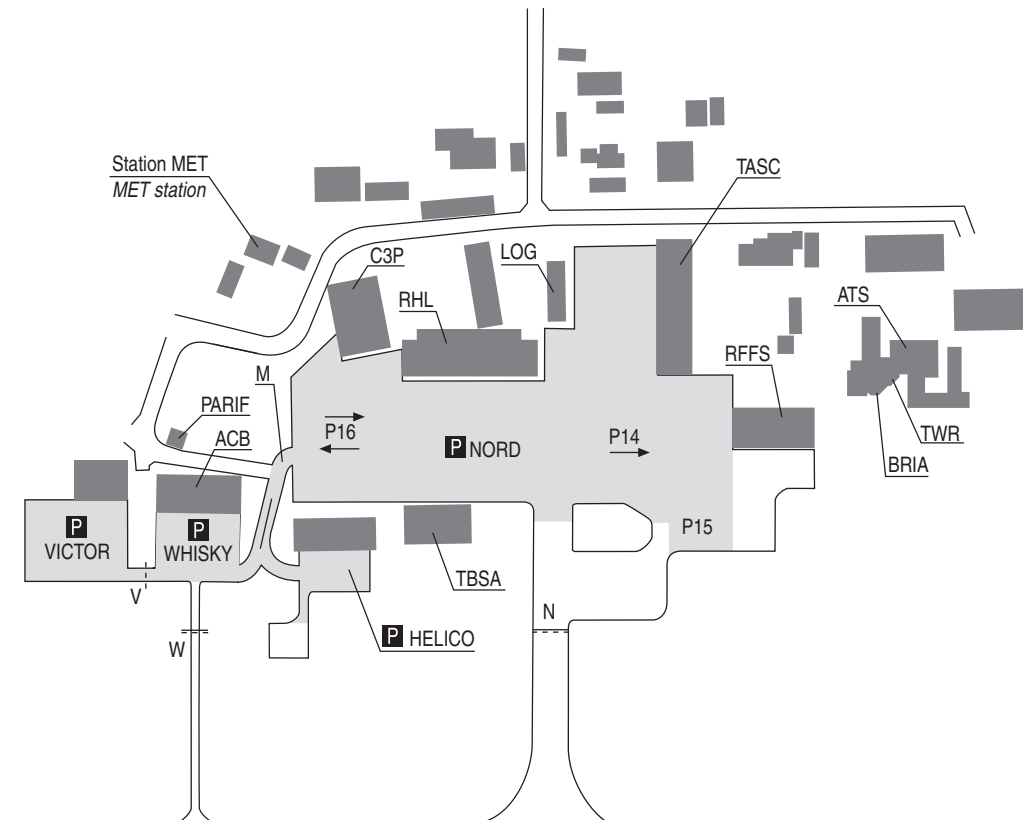 Station MET
MET station
TASC
C3P
LOG
ATS
RHL
RFFS
M
PARIF
P16
P14
ACB
P NORD
TWR
BRIA
P
VICTOR
P
WHISKY
P15
TBSA
V
N
P HELICO
W